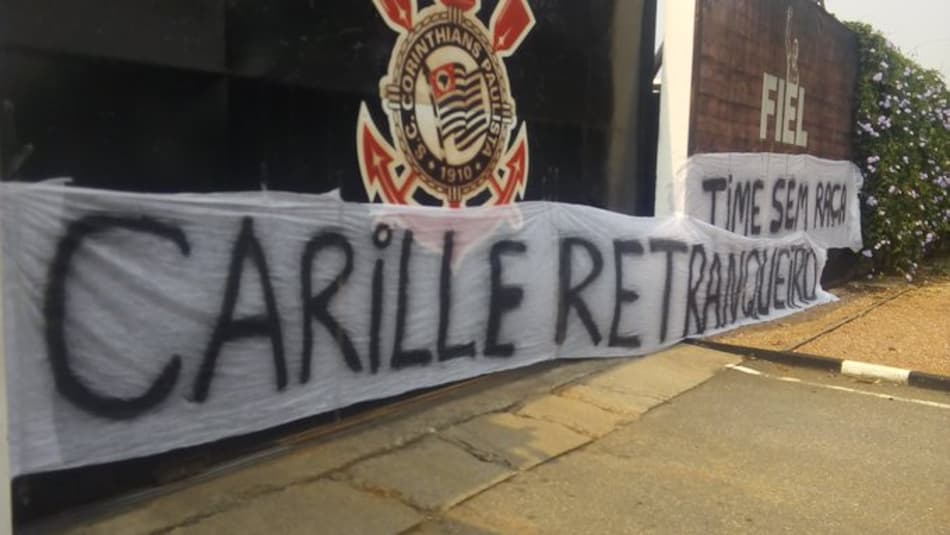 S.C. CORINTHIANS PAULISTA
1910
FIEL
TiME SEM RAÇA
CARiLLE RETRANQUEIRO